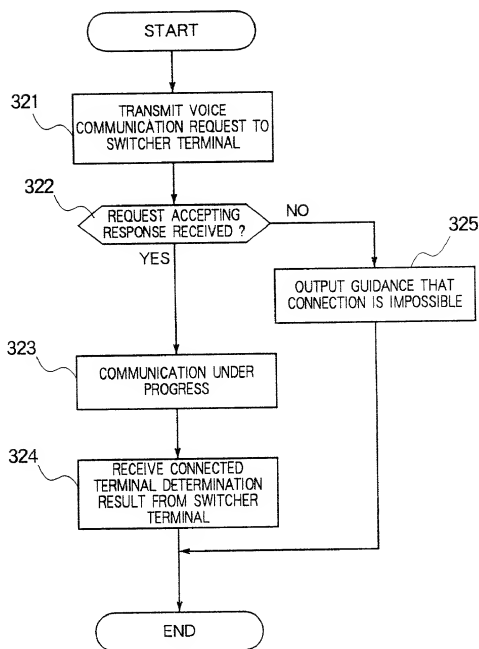 START
321
TRANSMIT VOICE
COMMUNICATION REQUEST TO
SWITCHER TERMINAL
322
REQUEST ACCEPTING
RESPONSE RECEIVED ?
NO
YES
325
OUTPUT GUIDANCE THAT
CONNECTION IS IMPOSSIBLE
323
COMMUNICATION UNDER
PROGRESS
324
RECEIVE CONNECTED
TERMINAL DETERMINATION
RESULT FROM SWITCHER
TERMINAL
END